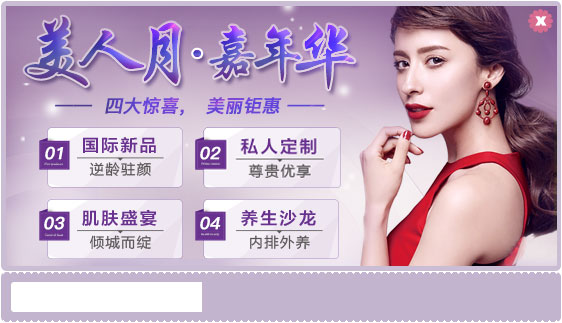 美人月·嘉年华
四大惊喜， 美丽钜惠
01 国际新品
逆龄驻颜
02 私人定制
尊贵优享
03 肌肤盛宴
倾城而绽
04 养生沙龙
内排外养
X